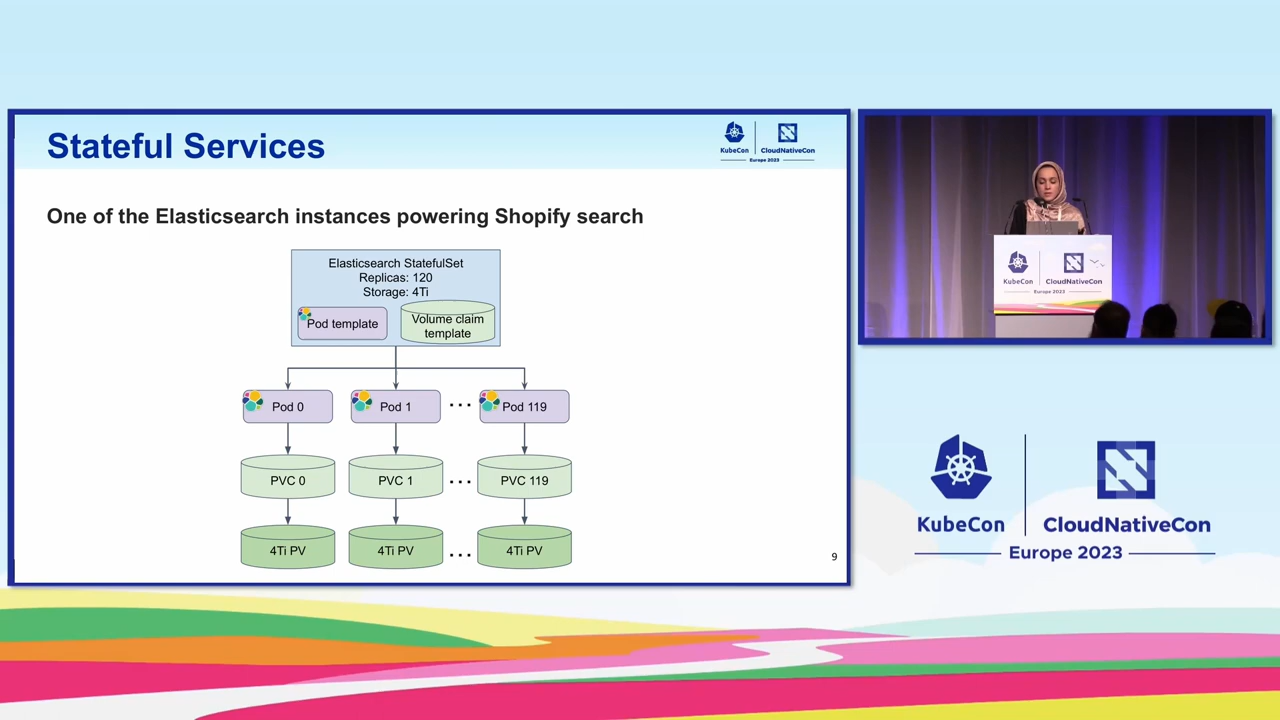 Stateful Services
KubeCon
CloudNativeCon
Europe 2023
One of the Elasticsearch instances powering Shopify search
Elasticsearch StatefulSet
Replicas: 120
Storage: 4Ti
Pod template
Volume claim
template
Pod 0
Pod 1
...
Pod 119
PVC 0
PVC 1
...
PVC 119
4Ti PV
4Ti PV
...
4Ti PV
9
KubeCon
CloudNativeCon
Europe 2023
KubeCon
CloudNativeCon
Europe 2023